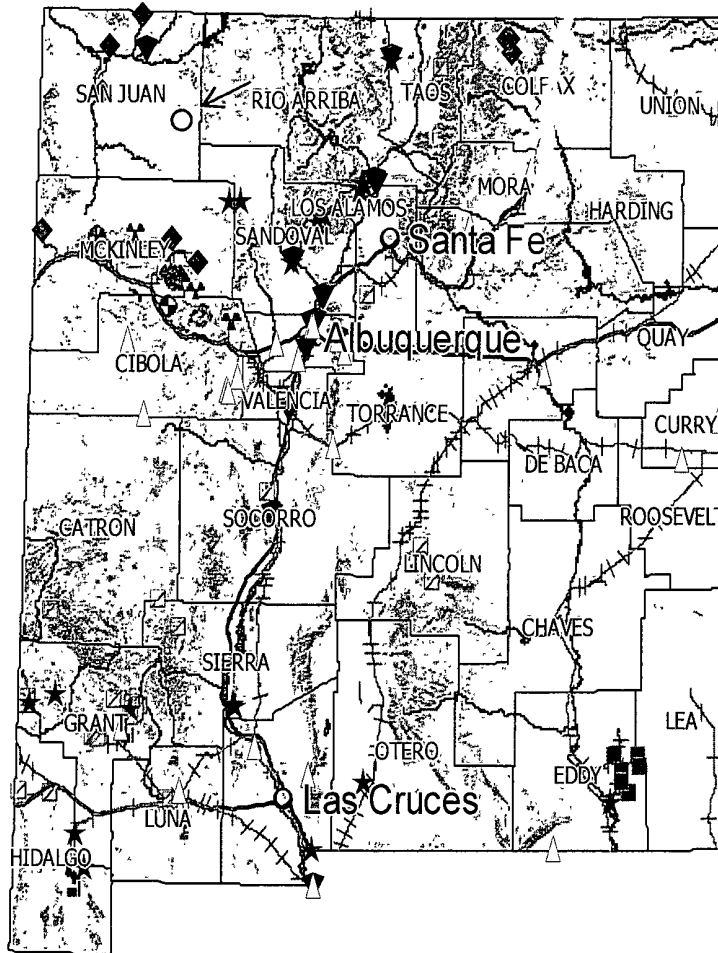 SAN JUAN
RIO ARRIBA
TAOS
COLFAX
UNION
MORA
HARDING
LOS ALAMOS
SANDOVAL
MCKINLEY
Santa Fe
Albuquerque
QUAY
CIBOLA
VALENCIA
TORRANCE
CURRY
DE BACA
SOCORRO
ROOSEVELT
CATRON
LINCOLN
CHAVES
SIERRA
GRANT
OTERO
LEA
EDDY
Las Cruces
LUNA
HIDALGO